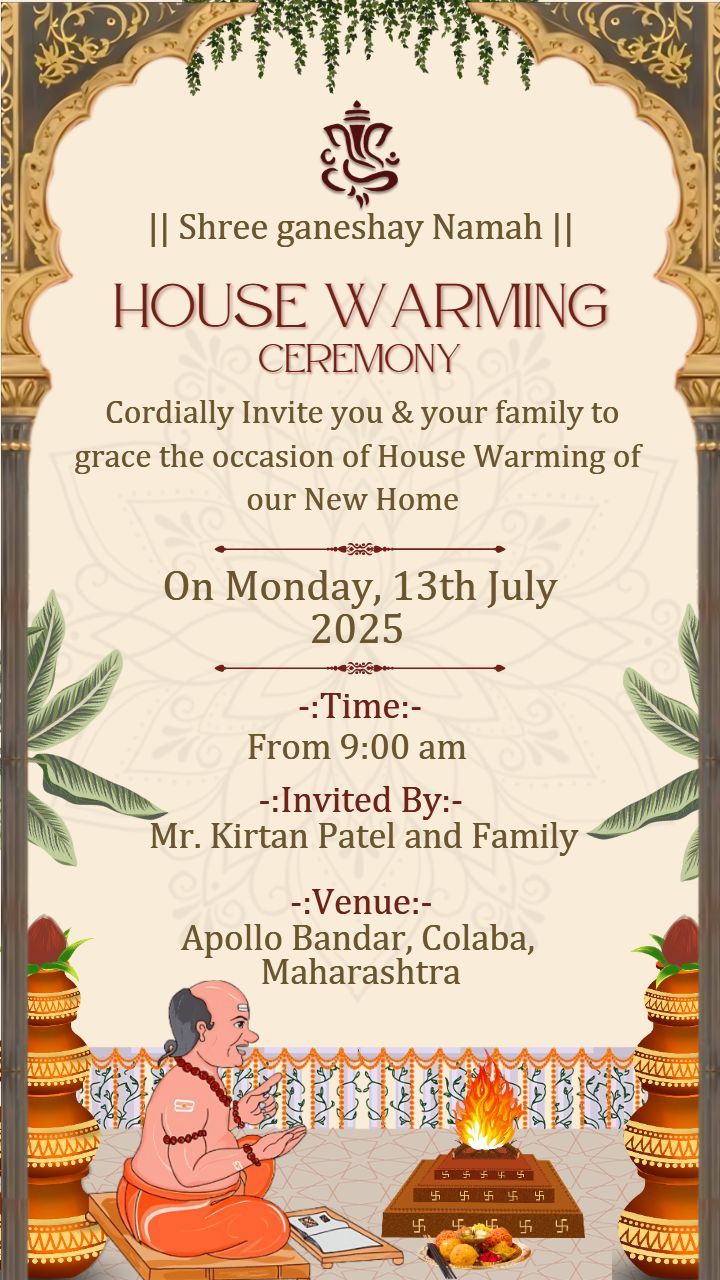 || Shree ganeshay Namah ||
HOUSE WARMING
CEREMONY
Cordially Invite you & your family to
grace the occasion of House Warming of
our New Home
On Monday, 13th July
2025
-:Time:-
From 9:00 am
-:Invited By:-
Mr. Kirtan Patel and Family
-:Venue:-
Apollo Bandar, Colaba,
Maharashtra